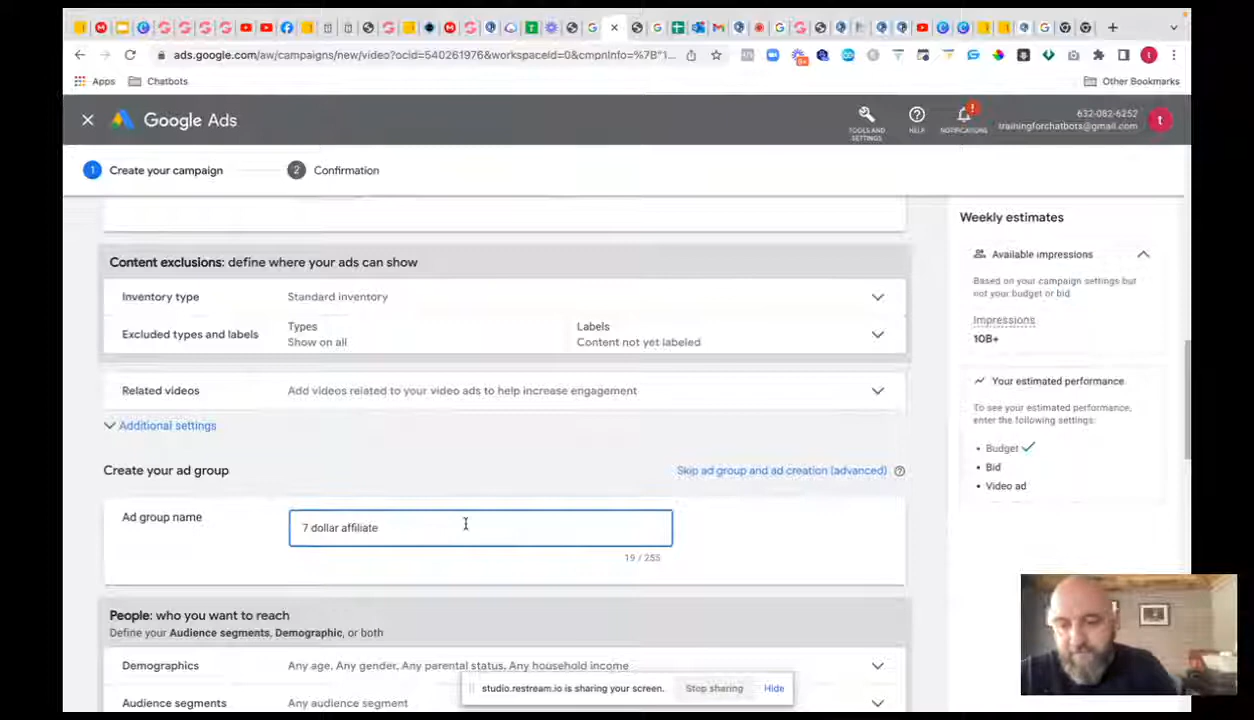 ads.google.com/aw/campaigns/new/video?ocid=540261976&workspaceId=0&cmpnInfo=%7B"1...
Apps
Chatbots
Other Bookmarks
Google Ads
TOOLS AND
SETTINGS
HELP
NOTIFICATIONS
632-082-6252
trainingforchatbots@gmail.com
t
1 Create your campaign
2 Confirmation
Content exclusions: define where your ads can show
Inventory type
Standard inventory
Excluded types and labels
Types
Show on all
Labels
Content not yet labeled
Related videos
Add videos related to your video ads to help increase engagement
Additional settings
Create your ad group
Skip ad group and ad creation (advanced)
Ad group name
7 dollar affiliate
19 / 255
People: who you want to reach
Define your Audience segments, Demographic, or both
Demographics
Any age, Any gender, Any parental status, Any household income
Audience segments
Any audience segment
Weekly estimates
Available impressions
Based on your campaign settings but
not your budget or bid
Impressions
10B+
Your estimated performance
To see your estimated performance,
enter the following settings:
• Budget
• Bid
• Video ad
studio.restream.io is sharing your screen.
Stop sharing
Hide